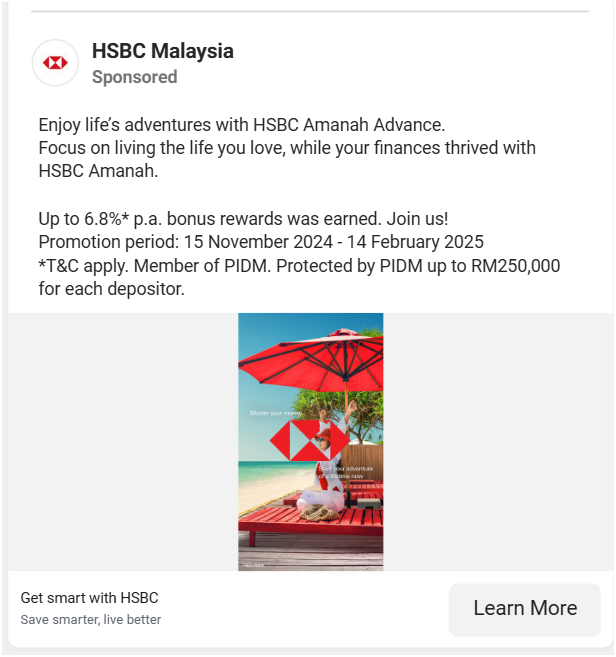 HSBC Malaysia
Sponsored
Enjoy life's adventures with HSBC Amanah Advance.
Focus on living the life you love, while your finances thrived with
HSBC Amanah.
Up to 6.8%* p.a. bonus rewards was earned. Join us!
Promotion period: 15 November 2024 - 14 February 2025
*T&C apply. Member of PIDM. Protected by PIDM up to RM250,000
for each depositor.
Master your money.
Start your adventure
of a lifetime now
Get smart with HSBC
Save smarter, live better
Learn More